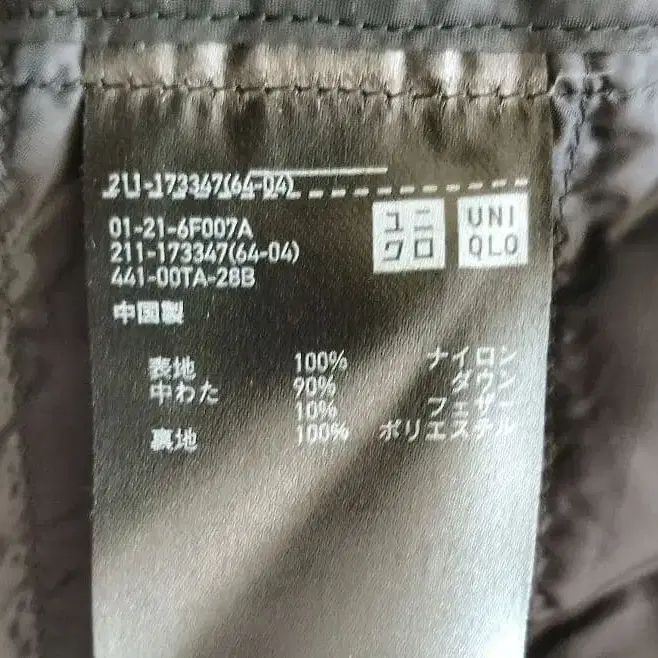 211-173347(64-04)
01-21-6F007A
211-173347(64-04)
441-00TA-28B
ユニ
クロ
UNI
QLO
中国製
表地 100% ナイロン
中わた 90% ダウン
10% フェザー
裏地 100% ポリエステル